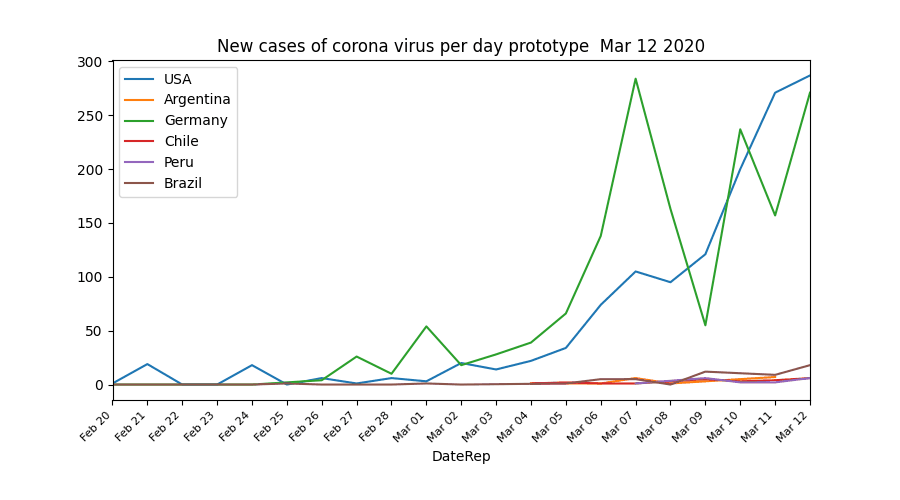 New cases of corona virus per day prototype  Mar 12 2020
300
250
200
150
100
50
0
USA
Argentina
Germany
Chile
Peru
Brazil
Feb 20
Feb 21
Feb 22
Feb 23
Feb 24
Feb 25
Feb 26
Feb 27
Feb 28
Mar 01
Mar 02
Mar 03
Mar 04
Mar 05
Mar 06
Mar 07
Mar 08
Mar 09
Mar 10
Mar 11
Mar 12
DateRep